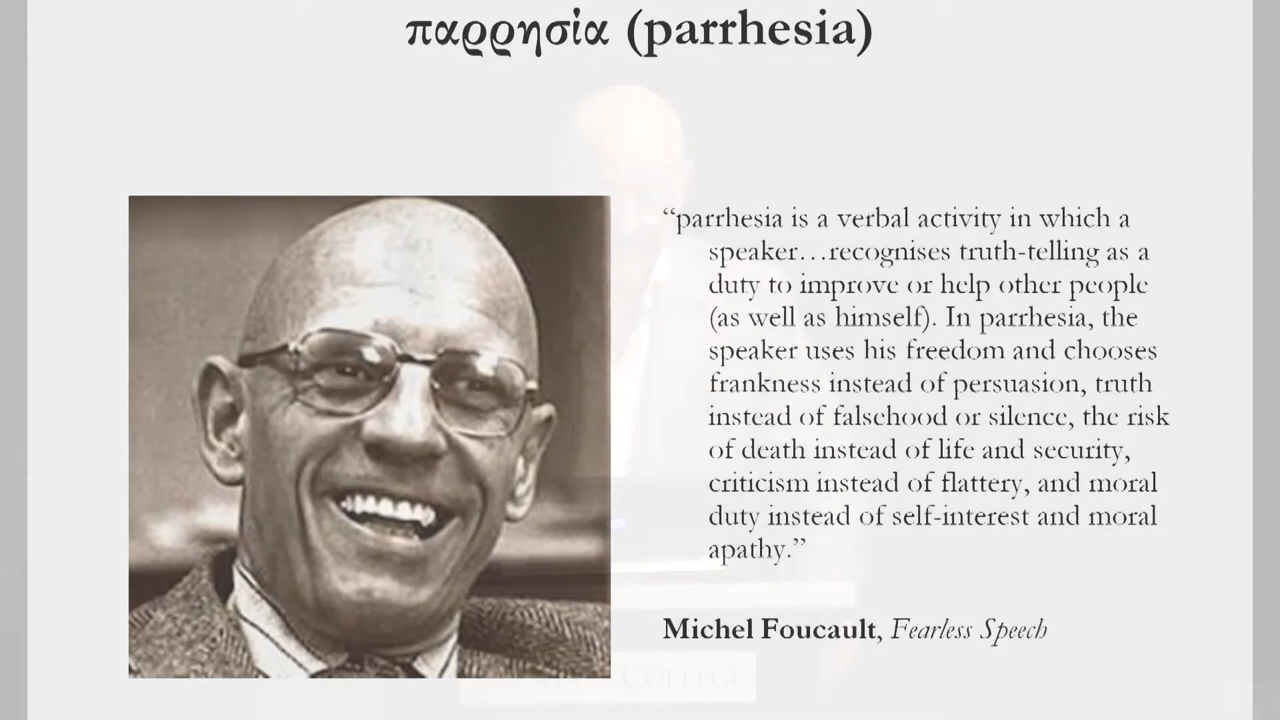 παρρησία (parrhesia)
“parrhesia is a verbal activity in which a
speaker…recognises truth-telling as a
duty to improve or help other people
(as well as himself). In parrhesia, the
speaker uses his freedom and chooses
frankness instead of persuasion, truth
instead of falsehood or silence, the risk
of death instead of life and security,
criticism instead of flattery, and moral
duty instead of self-interest and moral
apathy.”
Michel Foucault, Fearless Speech
COLLEGE